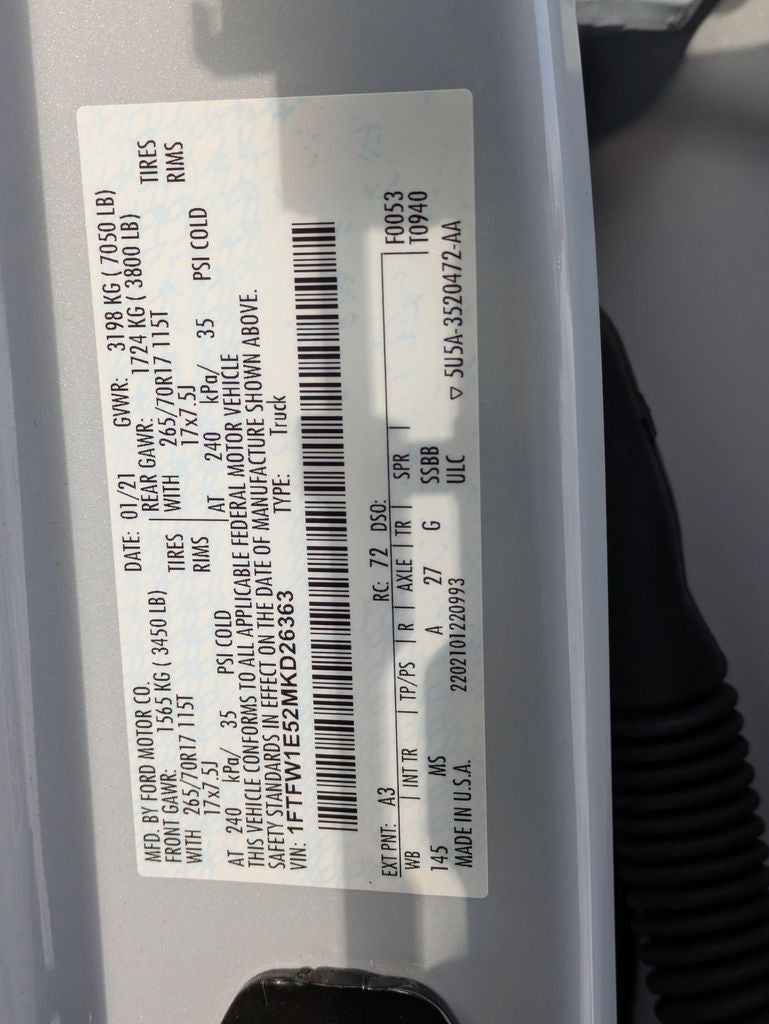 MFD. BY FORD MOTOR CO. DATE: 01/21 GVWR: 3198 KG ( 7050 LB)
FRONT GAWR: 1565 KG ( 3450 LB) REAR GAWR: 1724 KG ( 3800 LB)
WITH 265/70R17 115T TIRES WITH 265/70R17 115T TIRES
17x7.5J RIMS 17x7.5J RIMS
AT 240 kPa/ 35 PSI COLD AT 240 kPa/ 35 PSI COLD
THIS VEHICLE CONFORMS TO ALL APPLICABLE FEDERAL MOTOR VEHICLE
SAFETY STANDARDS IN EFFECT ON THE DATE OF MANUFACTURE SHOWN ABOVE.
VIN: 1FTFW1E52MKD26363 TYPE: Truck
EXT PNT: A3 RC: 72 DSO: F0053
WB INT TR TP/PS R AXLE TR SPR T0940
145 MS A 27 G SSBB
MADE IN U.S.A. 2202101220993 ULC ▽ 5U5A-3520472-AA